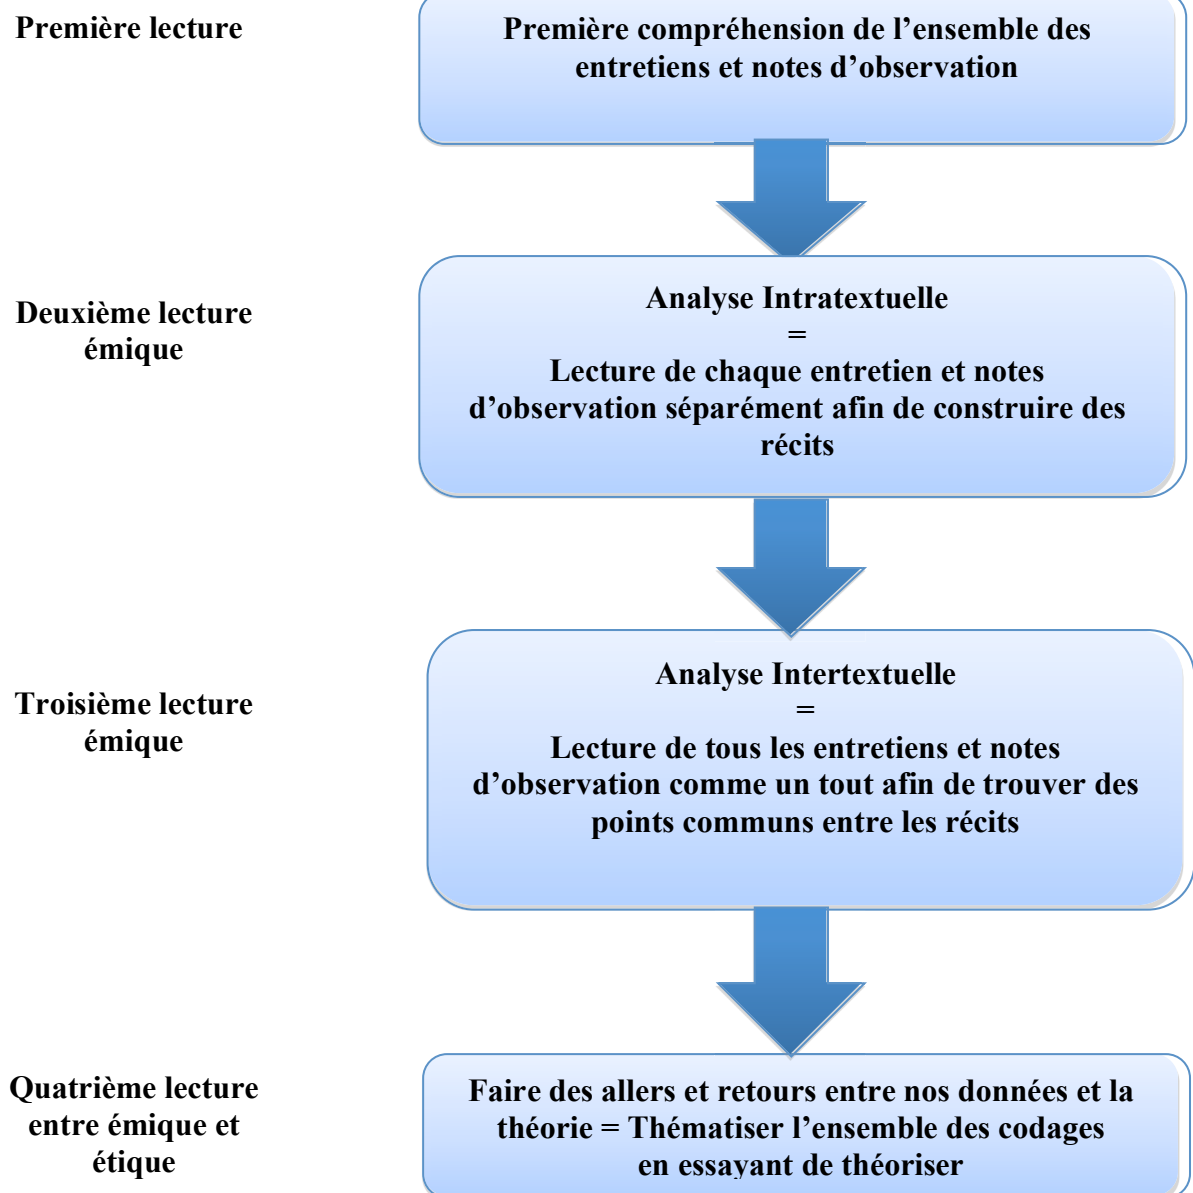 Première lecture
Première compréhension de l’ensemble des
entretiens et notes d’observation
Deuxième lecture
émique
Analyse Intratextuelle
=
Lecture de chaque entretien et notes
d’observation séparément afin de construire des
récits
Troisième lecture
émique
Analyse Intertextuelle
=
Lecture de tous les entretiens et notes
d’observation comme un tout afin de trouver des
points communs entre les récits
Quatrième lecture
entre émique et
étique
Faire des allers et retours entre nos données et la
théorie = Thématiser l’ensemble des codages
en essayant de théoriser